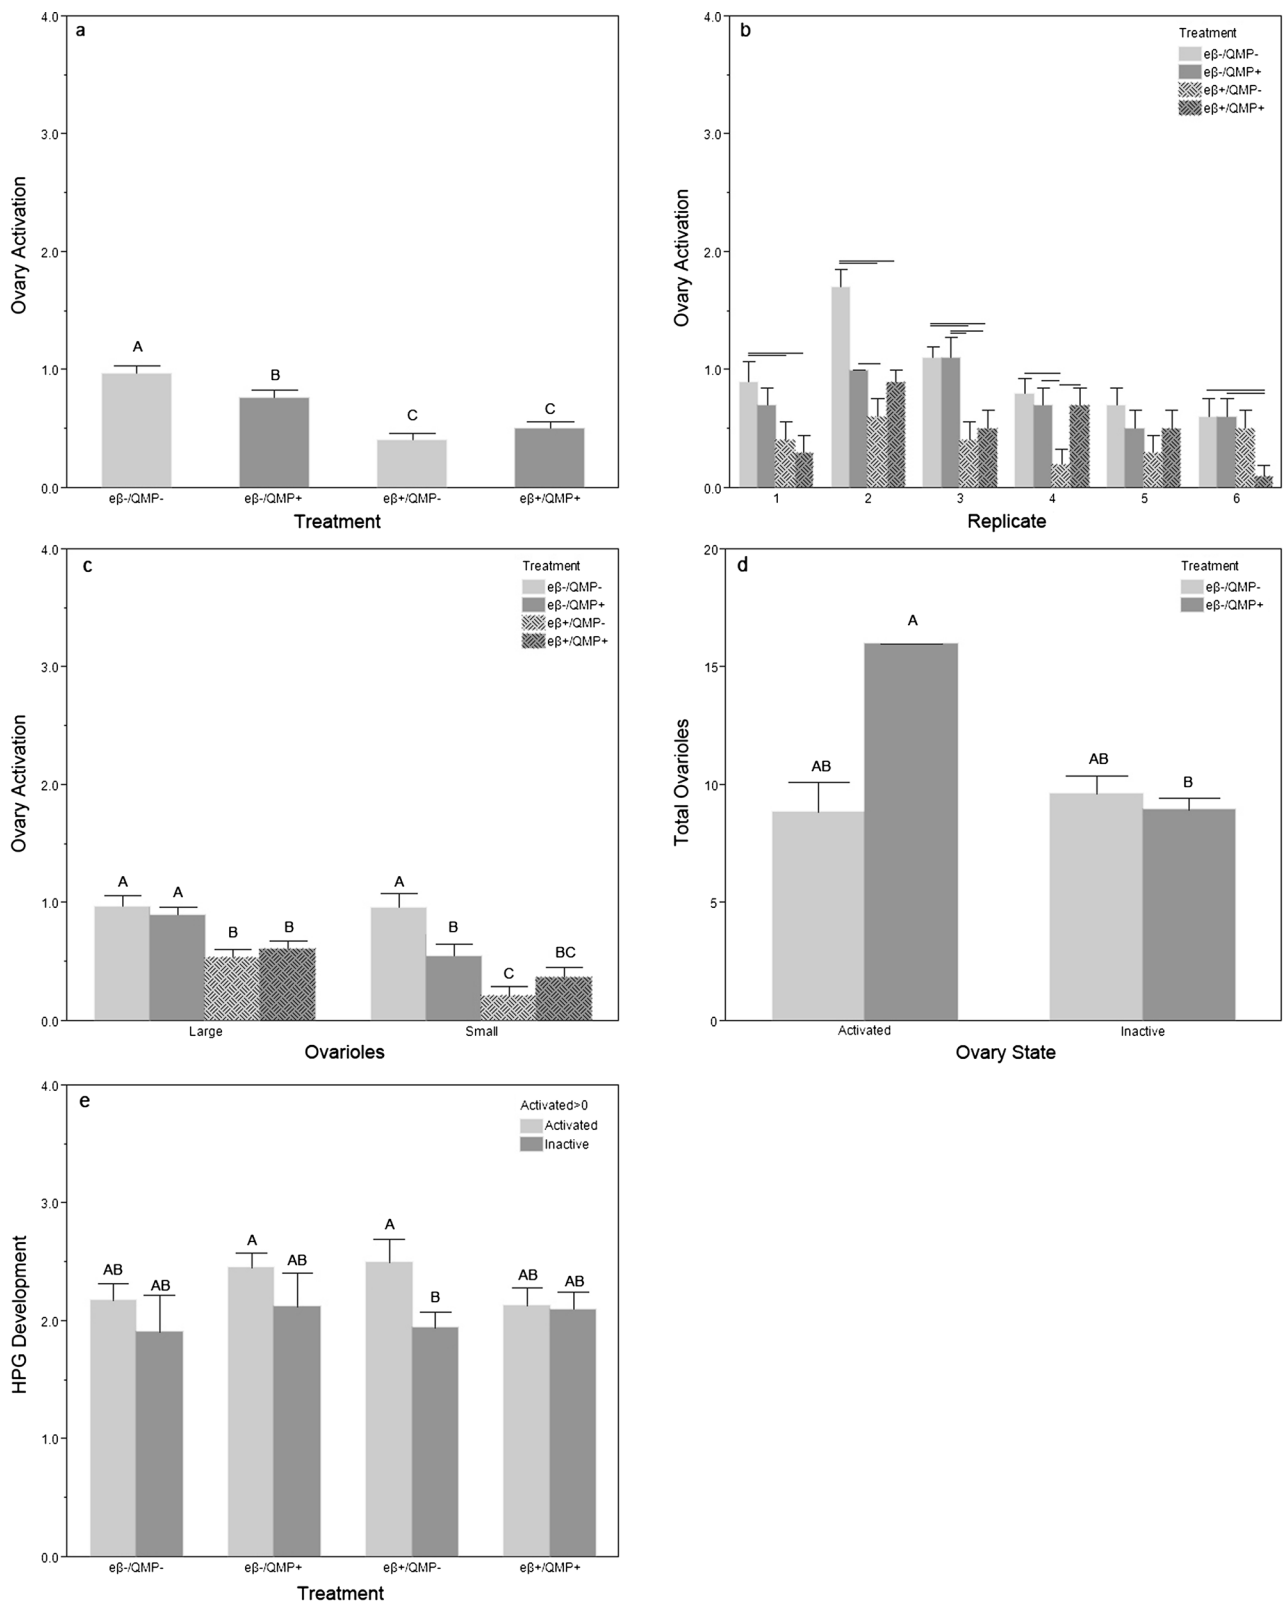 a
4.0
3.0
2.0
1.0
0.0
Ovary Activation
A
B
C
C
eβ-/QMP-
eβ-/QMP+
eβ+/QMP-
eβ+/QMP+
Treatment
b
4.0
3.0
2.0
1.0
0.0
Ovary Activation
Treatment
eβ-/QMP-
eβ-/QMP+
eβ+/QMP-
eβ+/QMP+
1
2
3
4
5
6
Replicate
c
4.0
3.0
2.0
1.0
0.0
Ovary Activation
Treatment
eβ-/QMP-
eβ-/QMP+
eβ+/QMP-
eβ+/QMP+
A
A
B
B
A
B
C
BC
Large
Small
Ovarioles
d
20
15
10
5
0
Total Ovarioles
Treatment
eβ-/QMP-
eβ-/QMP+
AB
A
AB
B
Activated
Inactive
Ovary State
e
4.0
3.0
2.0
1.0
0.0
HPG Development
Activated>0
Activated
Inactive
AB
AB
A
AB
A
B
AB
AB
eβ-/QMP-
eβ-/QMP+
eβ+/QMP-
eβ+/QMP+
Treatment